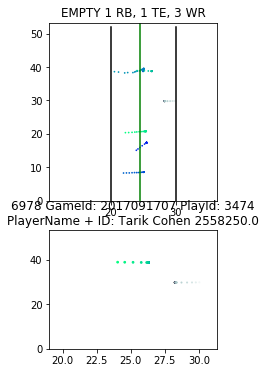 EMPTY 1 RB, 1 TE, 3 WR
50
40
30
20
10
0
20 30
6978 GameId: 2017091707 PlayId: 3474
PlayerName + ID: Tarik Cohen 2558250.0
40
20
0
20.0 22.5 25.0 27.5 30.0